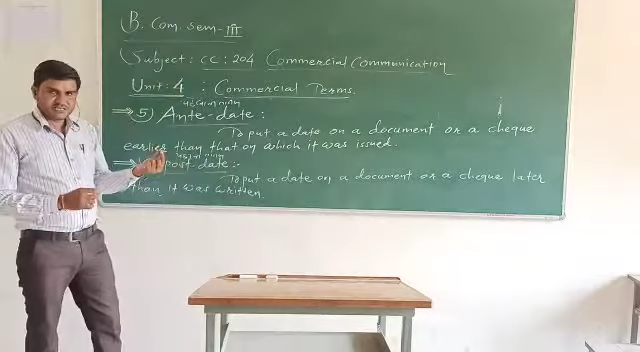 B. Com. Sem-III
Subject: CC: 204 Commercial Communication
Unit: 4 : Commercial Terms.
⇒ 5) Ante-date:
To put a date on a document or a cheque
earlier than that on which it was issued.
post-date:-
To put a date on a document or a cheque later
than it was written.